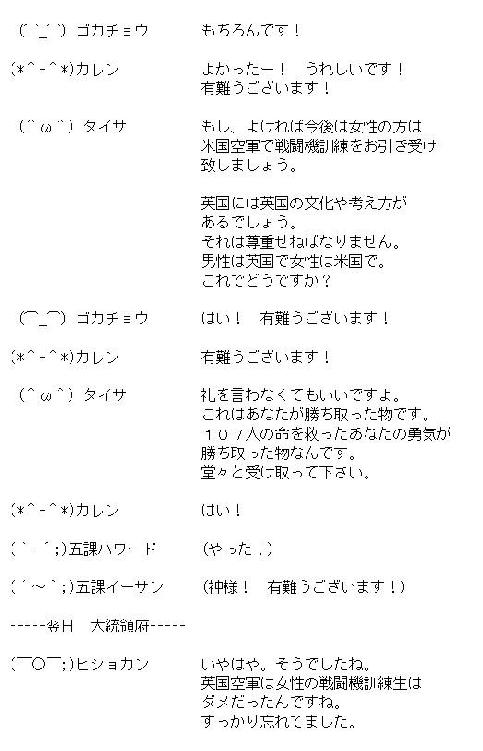 (´ˆ_ˆ`) ゴカチョウ　もちろんです！
(*＾-＾*)カレン　よかったー！　うれしいです！
有難うございます！
(＾ω＾) タイサ　もし、よければ今後は女性の方は
米国空軍で戦闘機訓練をお引き受け
致しましょう。
英国には英国の文化や考え方が
あるでしょう。
それは尊重せねばなりません。
男性は英国で女性は米国で。
これでどうですか？
(⌒_⌒) ゴカチョウ　はい！　有難うございます！
(*＾-＾*)カレン　有難うございます！
(＾ω＾) タイサ　礼を言わなくてもいいですよ。
これはあなたが勝ち取った物です。
１０７人の命を救ったあなたの勇気が
勝ち取った物なんです。
堂々と受け取って下さい。
(*＾-＾*)カレン　はい！
五課ハワード　(やった
五課イーサン　(神様！　有難うございます！)
-----翌日　大統領府-----
(￣○￣;)ヒショカン　いやはや。そうでしたね。
英国空軍は女性の戦闘機訓練生は
ダメだったんですね。
すっかり忘れてました。